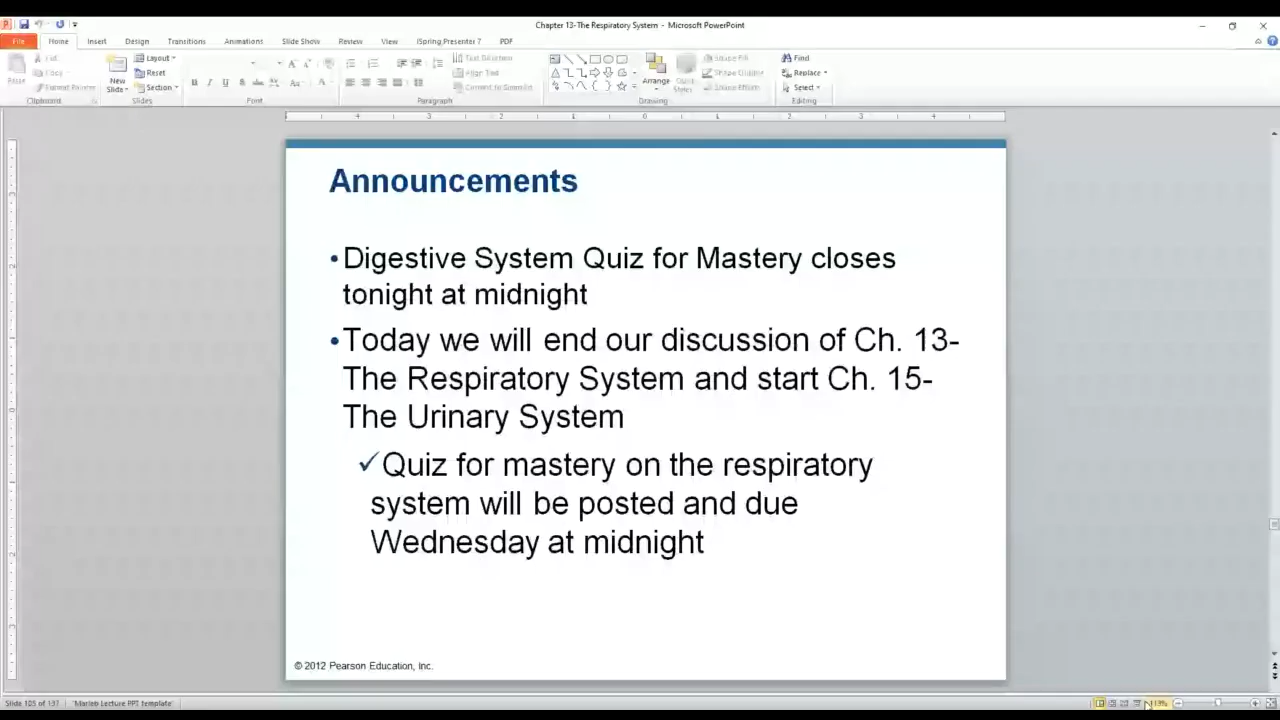 Chapter 13-The Respiratory System - Microsoft PowerPoint
File Home Insert Design Transitions Animations Slide Show Review View iSpring Presenter 7 PDF
Cut
Copy
Format Painter
Paste
Clipboard
New
Slide
Layout
Reset
Section
Slides
Font
Text Direction
Align Text
Convert to SmartArt
Paragraph
Arrange
Quick
Styles
Shape Fill
Shape Outline
Shape Effects
Drawing
Find
Replace
Select
Editing
Announcements
•Digestive System Quiz for Mastery closes
tonight at midnight
•Today we will end our discussion of Ch. 13-
The Respiratory System and start Ch. 15-
The Urinary System
✓Quiz for mastery on the respiratory
system will be posted and due
Wednesday at midnight
© 2012 Pearson Education, Inc.
Slide 105 of 131 "Marieb Lecture PPT template"
113%